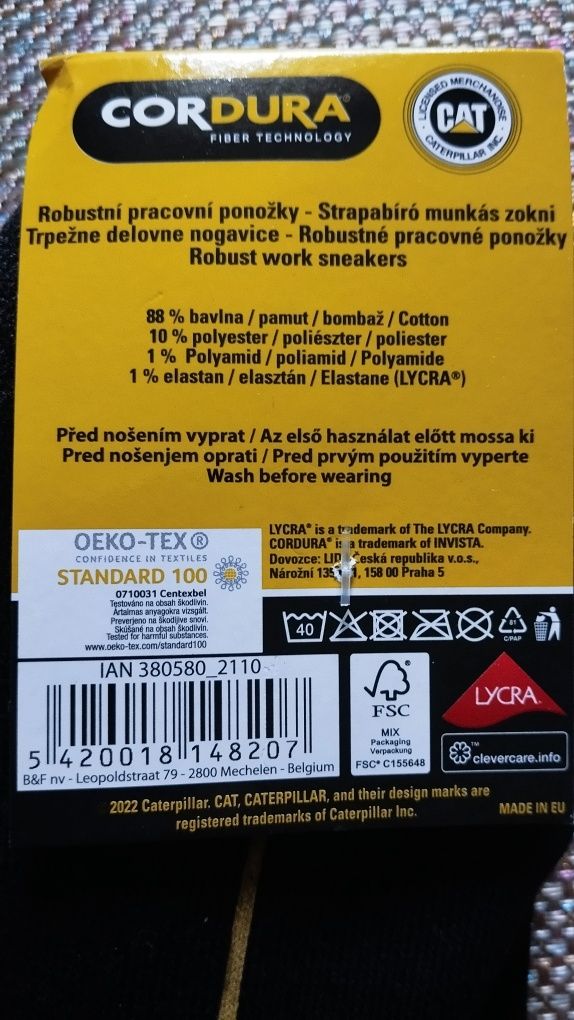 CORDURA®
FIBER TECHNOLOGY
LICENSED MERCHANDISE
CAT
CATERPILLAR INC.
Robustní pracovní ponožky - Strapabíró munkás zokni
Trpežne delovne nogavice - Robustné pracovné ponožky
Robust work sneakers
88 % bavlna / pamut / bombaž / Cotton
10 % polyester / poliészter / poliester
1 % Polyamid / poliamid / Polyamide
1 % elastan / elasztán / Elastane (LYCRA®)
Před nošením vyprat / Az első használat előtt mossa ki
Pred nošenjem oprati / Pred prvým použitím vyperte
Wash before wearing
OEKO-TEX®
CONFIDENCE IN TEXTILES
STANDARD 100
0710031 Centexbel
Testováno na obsah škodlivin.
Ártalmas anyagokra vizsgált.
Preverjeno na škodljive snovi.
Skúšané na obsah škodlivín.
Tested for harmful substances.
www.oeko-tex.com/standard100
LYCRA® is a trademark of The LYCRA Company.
CORDURA® is a trademark of INVISTA.
Dovozce: Česká republika v.o.s.,
Nárožní 158 00 Praha 5
40
81
C/PAP
IAN 380580_2110
5 420018 148207
B&F nv - Leopoldstraat 79 - 2800 Mechelen - Belgium
FSC®
MIX
Packaging
Verpackung
FSC® C155648
LYCRA®
clevercare.info™
2022 Caterpillar. CAT, CATERPILLAR, and their design marks are
registered trademarks of Caterpillar Inc.
MADE IN EU